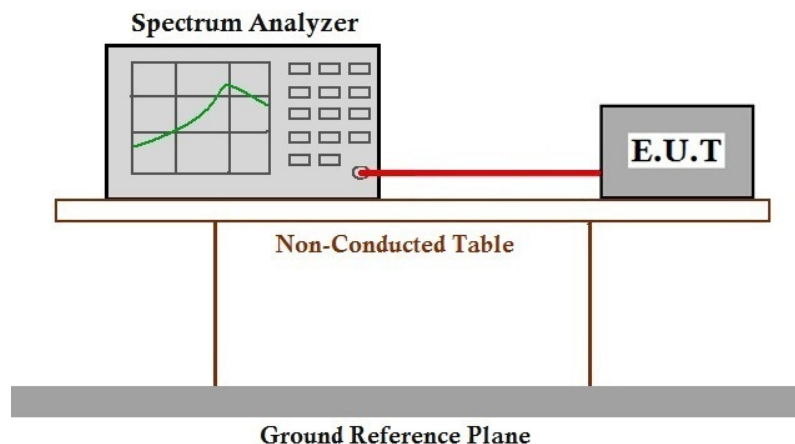 Spectrum Analyzer
E.U.T
Non-Conducted Table
Ground Reference Plane